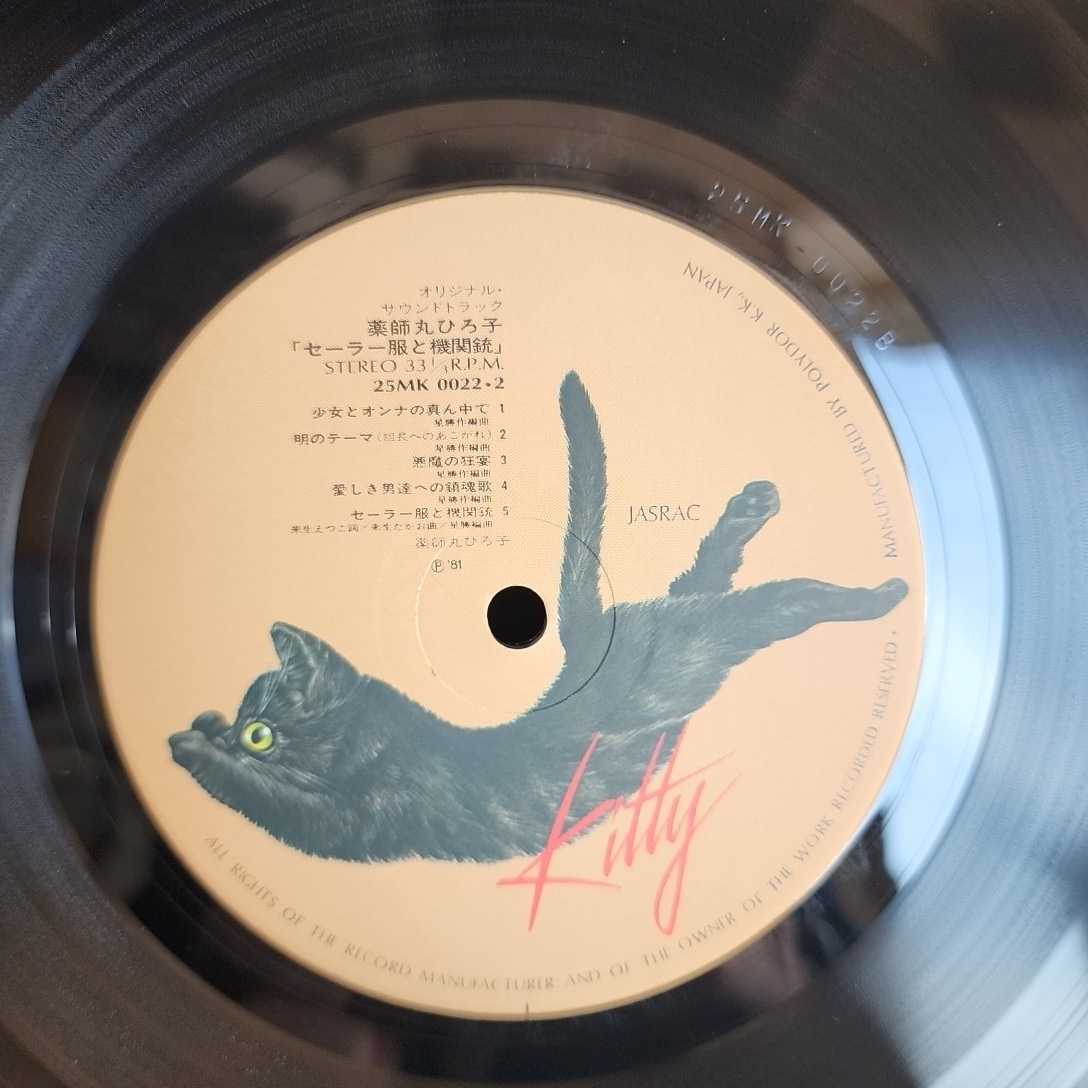 オリジナル・
サウンドトラック
薬師丸ひろ子
「セーラー服と機関銃」
STEREO 33 1/3 R.P.M.
25MK 0022・2
少女とオンナの真ん中で 1
星勝作編曲
明のテーマ(組長へのあこがれ) 2
星勝作編曲
悪魔の狂宴 3
星勝作編曲
愛しき男達への鎮魂歌 4
星勝作編曲
セーラー服と機関銃 5
来生えつこ詞/来生たかお曲/星勝編曲
薬師丸ひろ子
Ⓟ '81
JASRAC
Kitty
MANUFACTURED BY POLYDOR K.K., JAPAN
ALL RIGHTS OF THE RECORD MANUFACTURER AND OF THE OWNER OF THE WORK RECORDED RESERVED,
25MK-0022B